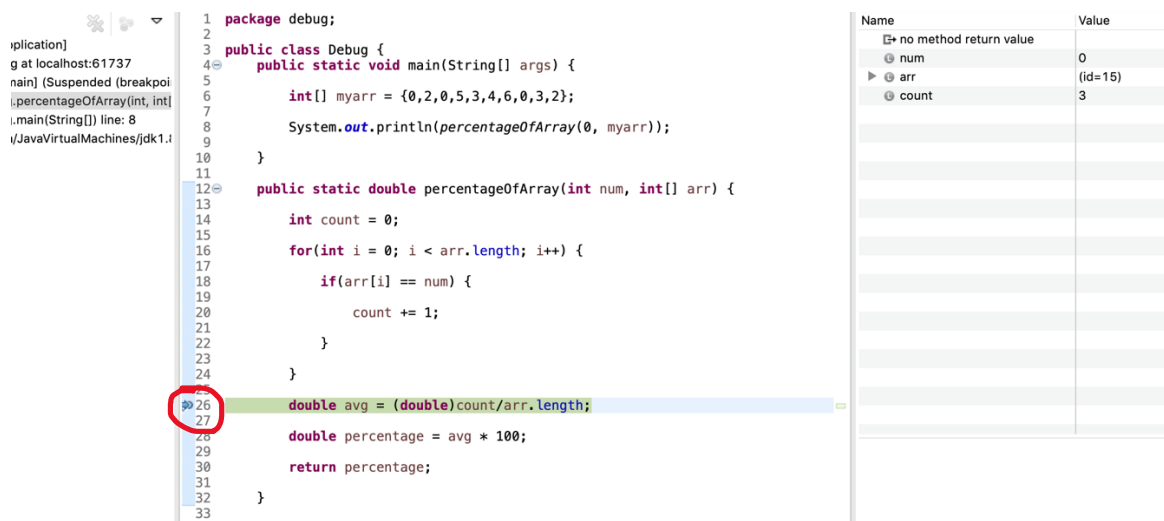 plication]
g at localhost:61737
main] (Suspended (breakpoi
.percentageOfArray(int, int[
.main(String[]) line: 8
/JavaVirtualMachines/jdk1.8
1 package debug;
2
3 public class Debug {
4 public static void main(String[] args) {
5
6 int[] myarr = {0,2,0,5,3,4,6,0,3,2};
7
8 System.out.println(percentageOfArray(0, myarr));
9
10 }
11
12 public static double percentageOfArray(int num, int[] arr) {
13
14 int count = 0;
15
16 for(int i = 0; i < arr.length; i++) {
17
18 if(arr[i] == num) {
19
20 count += 1;
21
22 }
23
24 }
25
26 double avg = (double)count/arr.length;
27
28 double percentage = avg * 100;
29
30 return percentage;
31
32 }
33
Name Value
no method return value
num 0
arr (id=15)
count 3